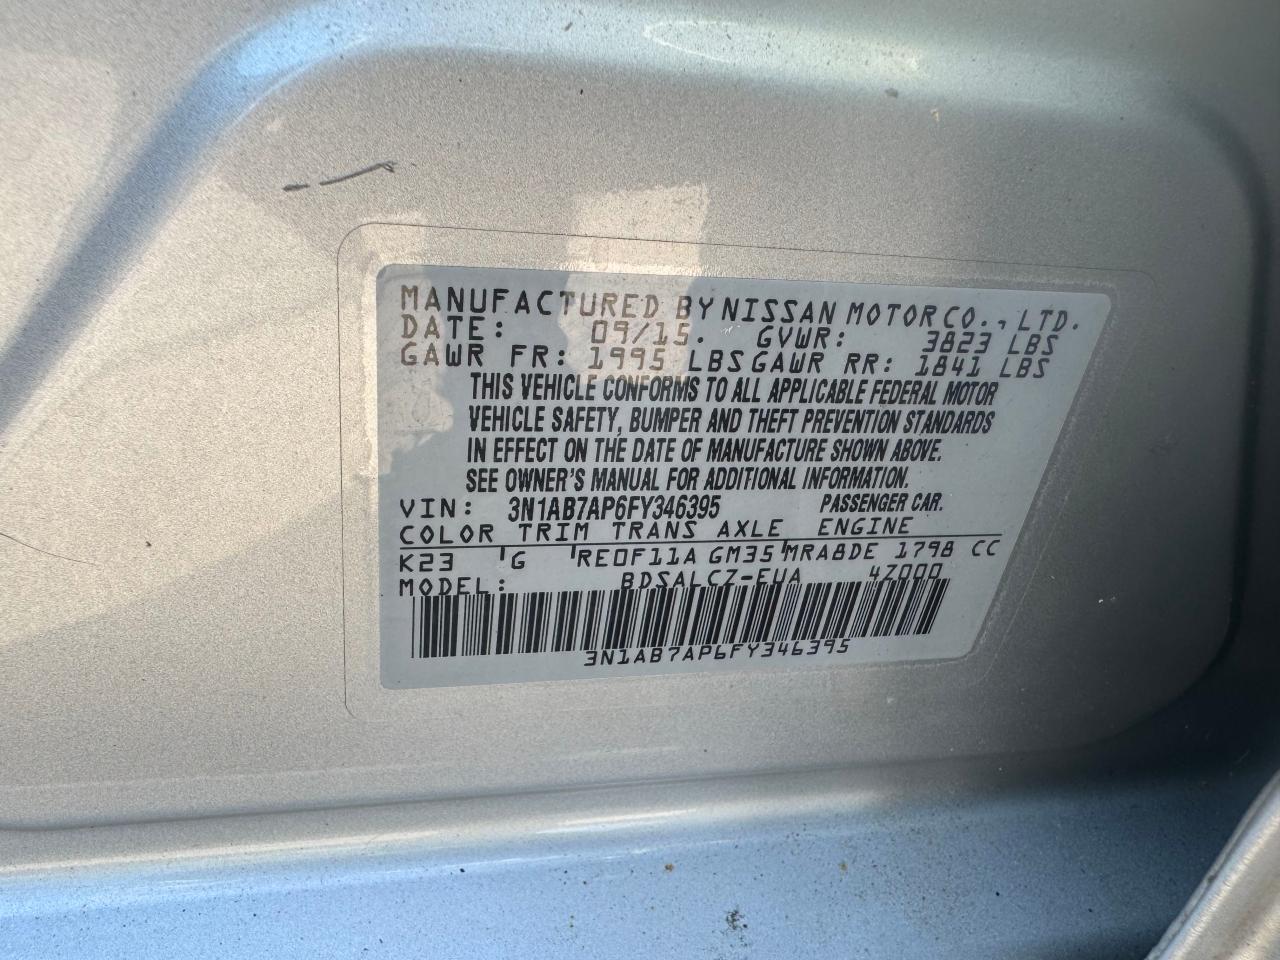 MANUFACTURED BY NISSAN MOTOR CO., LTD.
DATE: 09/15. GVWR: 3823 LBS
GAWR FR: 1995 LBS GAWR RR: 1841 LBS
THIS VEHICLE CONFORMS TO ALL APPLICABLE FEDERAL MOTOR
VEHICLE SAFETY, BUMPER AND THEFT PREVENTION STANDARDS
IN EFFECT ON THE DATE OF MANUFACTURE SHOWN ABOVE.
SEE OWNER'S MANUAL FOR ADDITIONAL INFORMATION.
VIN: 3N1AB7AP6FY346395 PASSENGER CAR.
COLOR TRIM TRANS AXLE ENGINE
K23 G RE0F11A GM35 MRA8DE 1798 CC
MODEL: BDSALCZ-EUA 4Z000
3N1AB7AP6FY346395